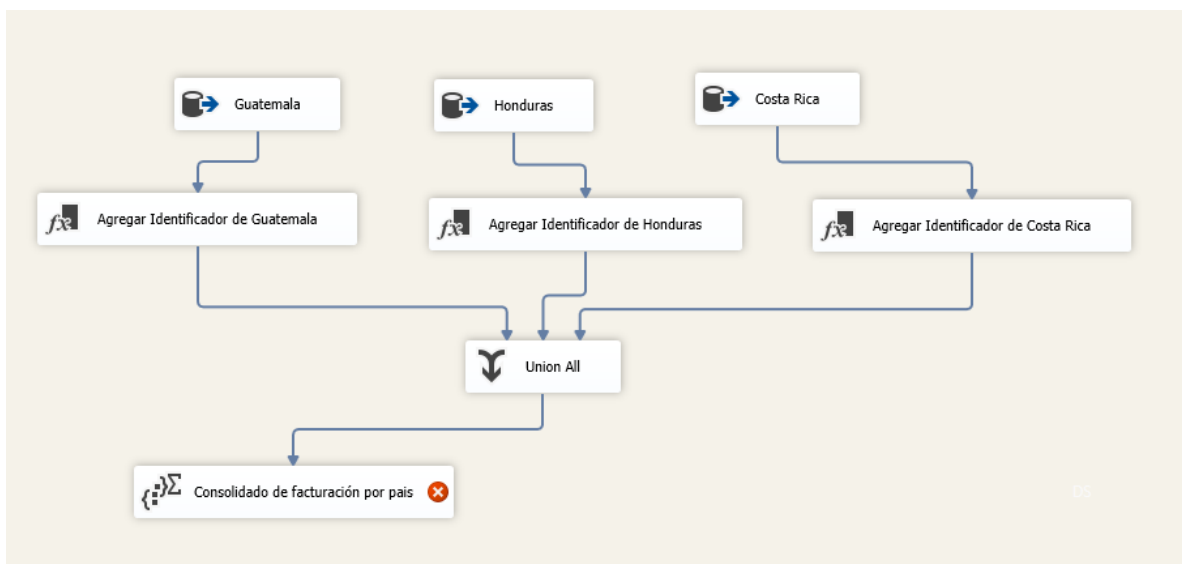 Guatemala
Honduras
Costa Rica
Agregar Identificador de Guatemala
Agregar Identificador de Honduras
Agregar Identificador de Costa Rica
Union All
Consolidado de facturación por pais